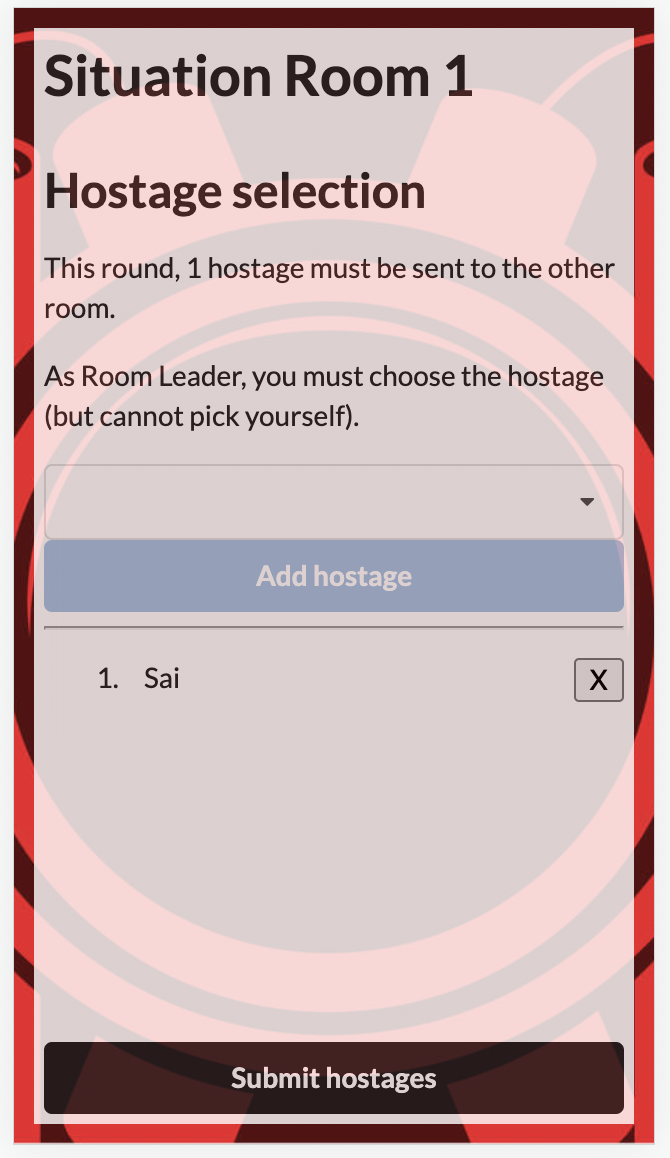 Situation Room 1
Hostage selection
This round, 1 hostage must be sent to the other
room.
As Room Leader, you must choose the hostage
(but cannot pick yourself).
Add hostage
1. Sai X
Submit hostages